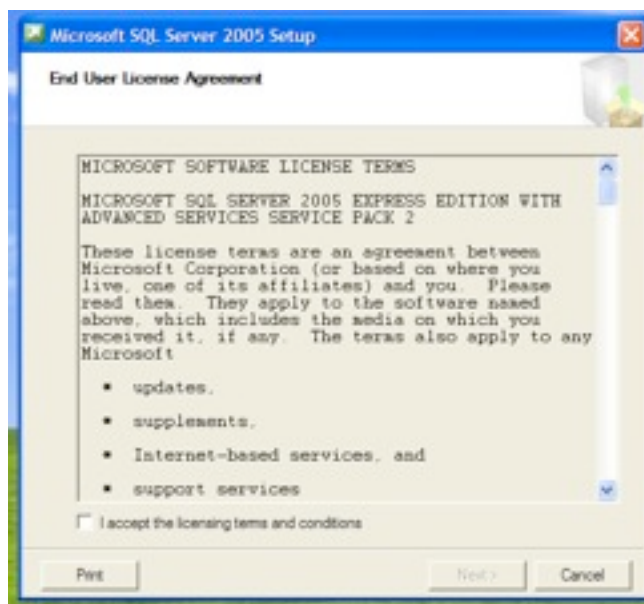 Microsoft SQL Server 2005 Setup
End User License Agreement
MICROSOFT SOFTWARE LICENSE TERMS
MICROSOFT SQL SERVER 2005 EXPRESS EDITION WITH
ADVANCED SERVICES SERVICE PACK 2
These license terms are an agreement between
Microsoft Corporation (or based on where you
live, one of its affiliates) and you.  Please
read them.  They apply to the software named
above, which includes the media on which you
received it, if any.  The terms also apply to any
Microsoft
• updates,
• supplements,
• Internet-based services, and
• support services
I accept the licensing terms and conditions
Print
Next >
Cancel